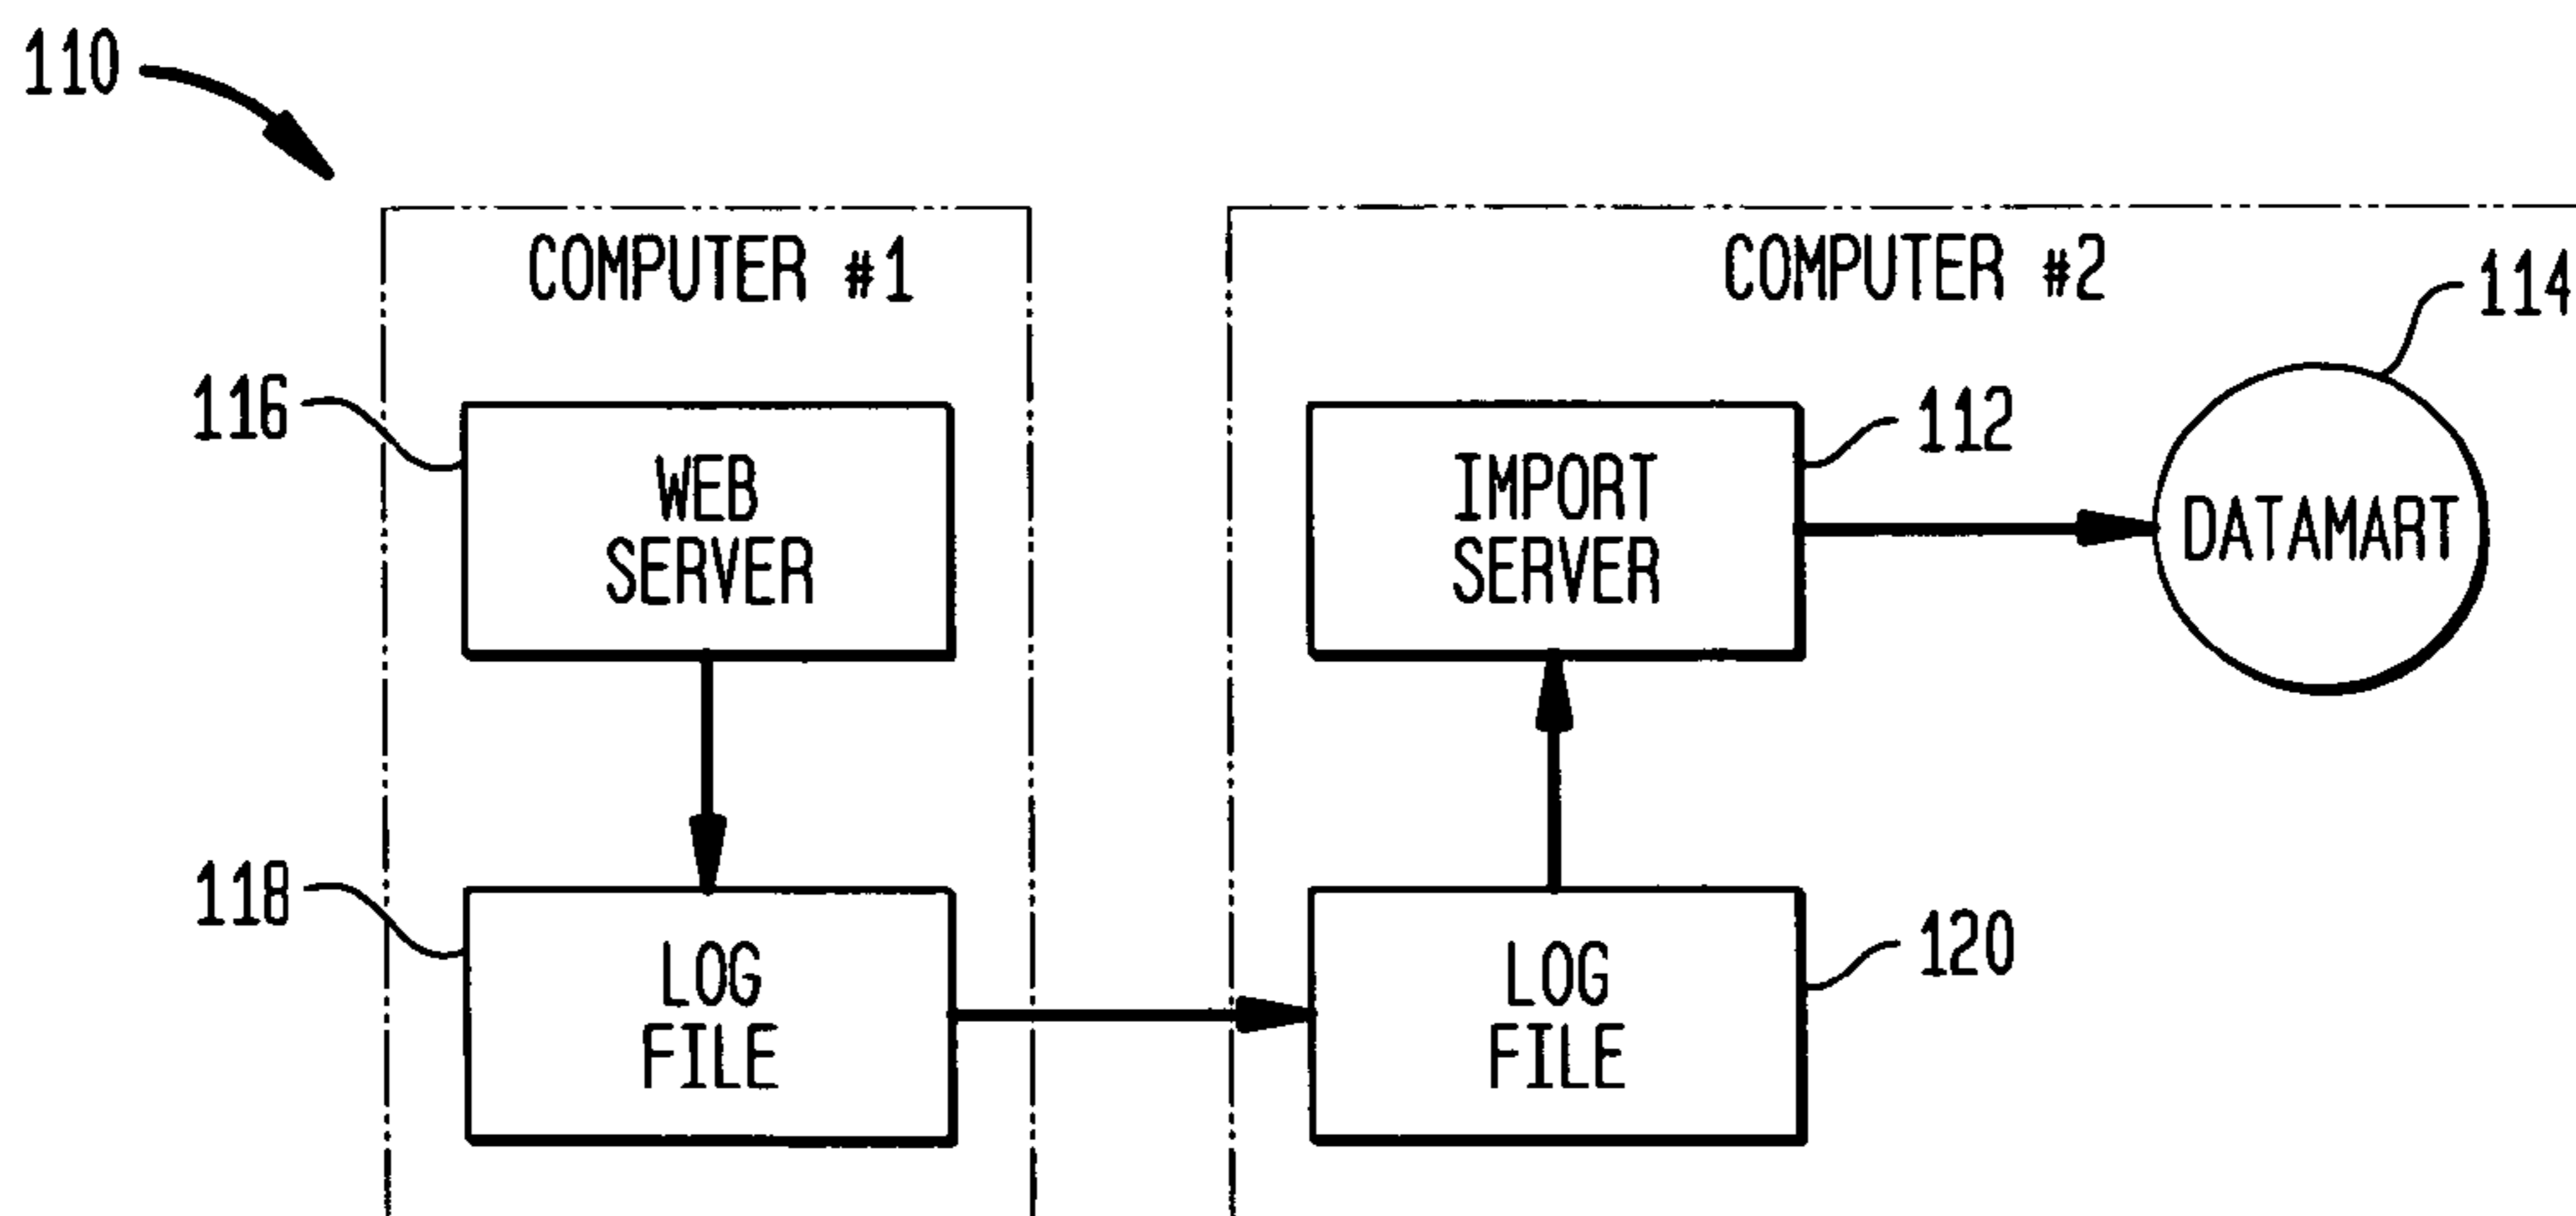 110
COMPUTER #1
COMPUTER #2
114
116
WEB
SERVER
IMPORT
SERVER
112
DATAMART
118
LOG
FILE
LOG
FILE
120